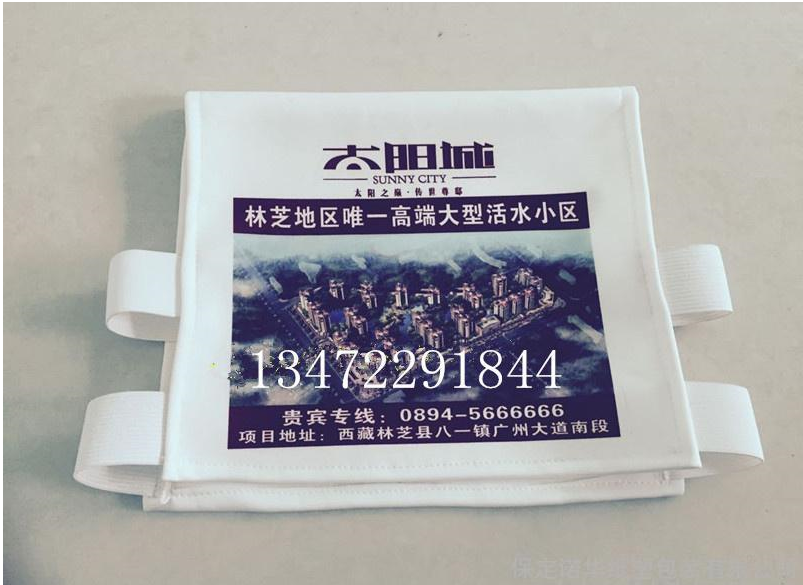 太阳城
SUNNY CITY
太阳之旅·传世尊邸
林芝地区唯一高端大型活水小区
13472291844
贵宾专线：0894-5666666
项目地址：西藏林芝县八一镇广州大道南段